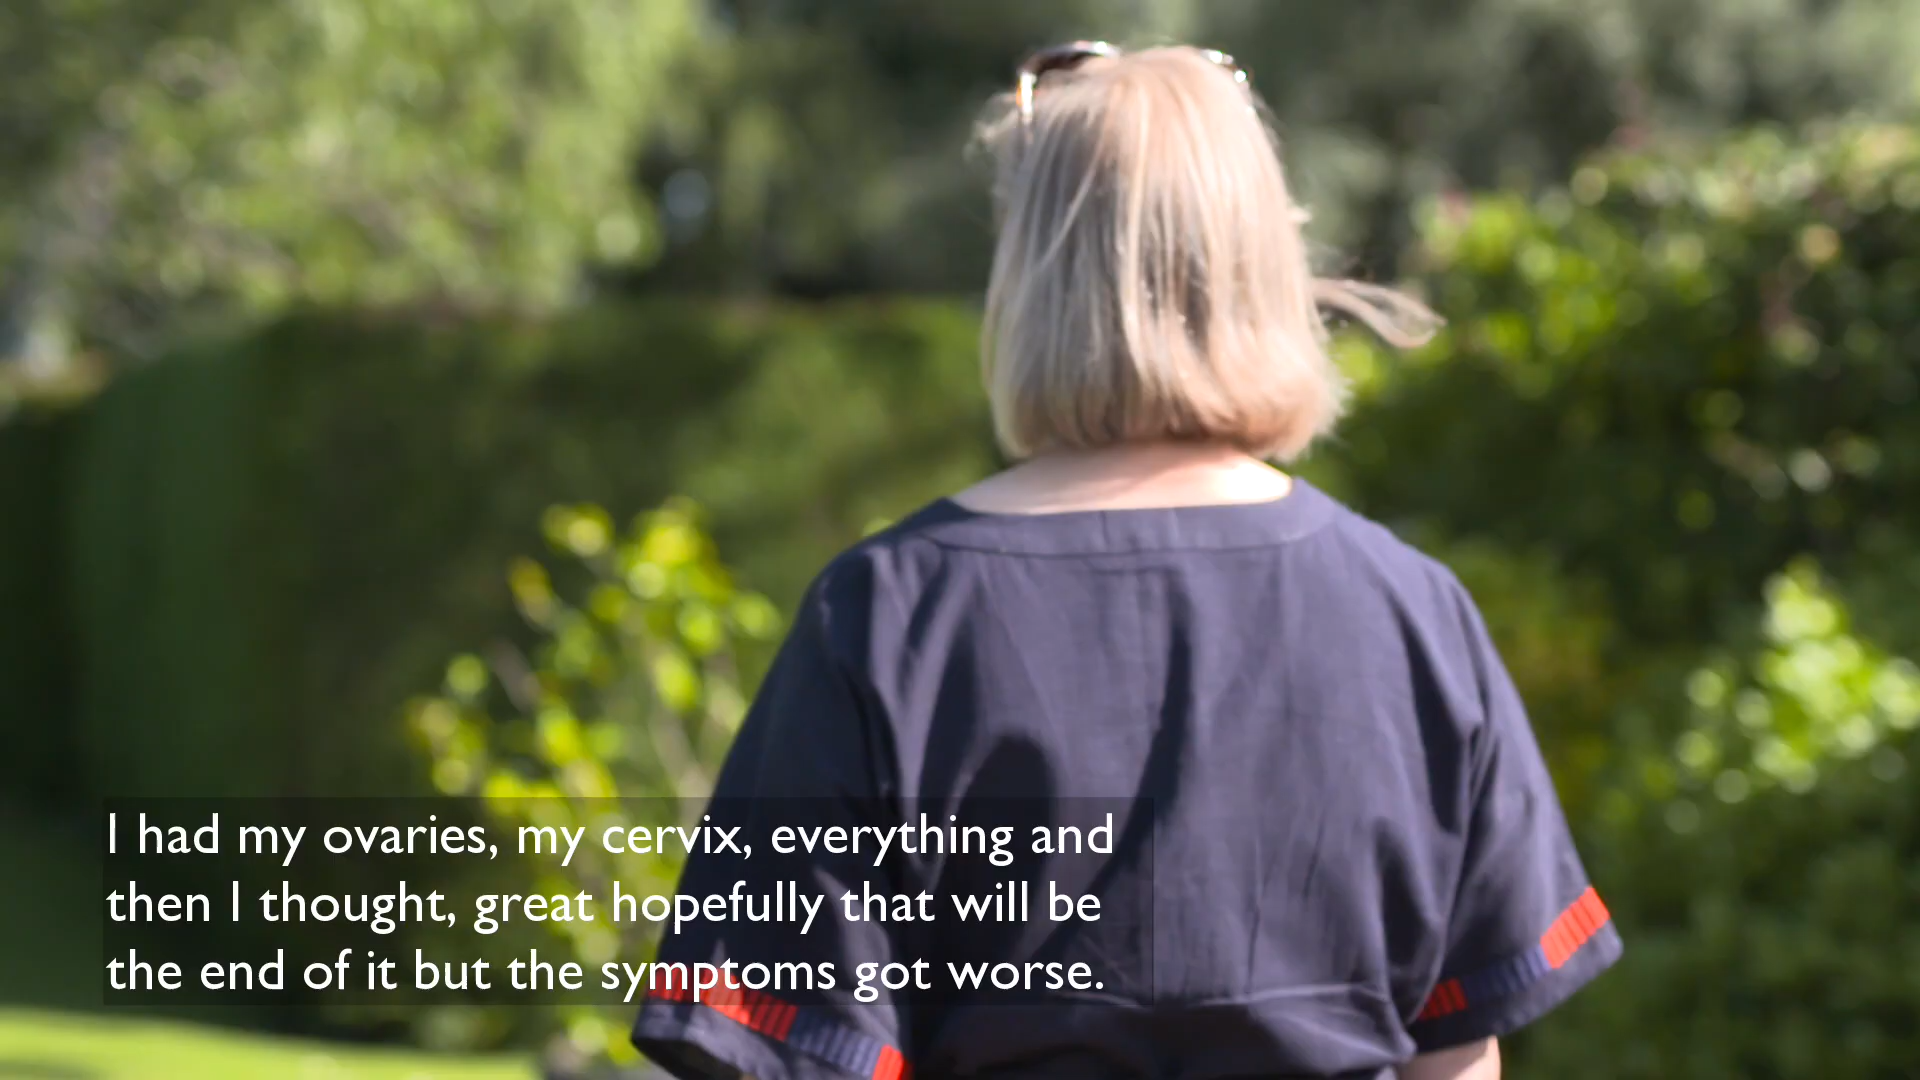 I had my ovaries, my cervix, everything and
then I thought, great hopefully that will be
the end of it but the symptoms got worse.